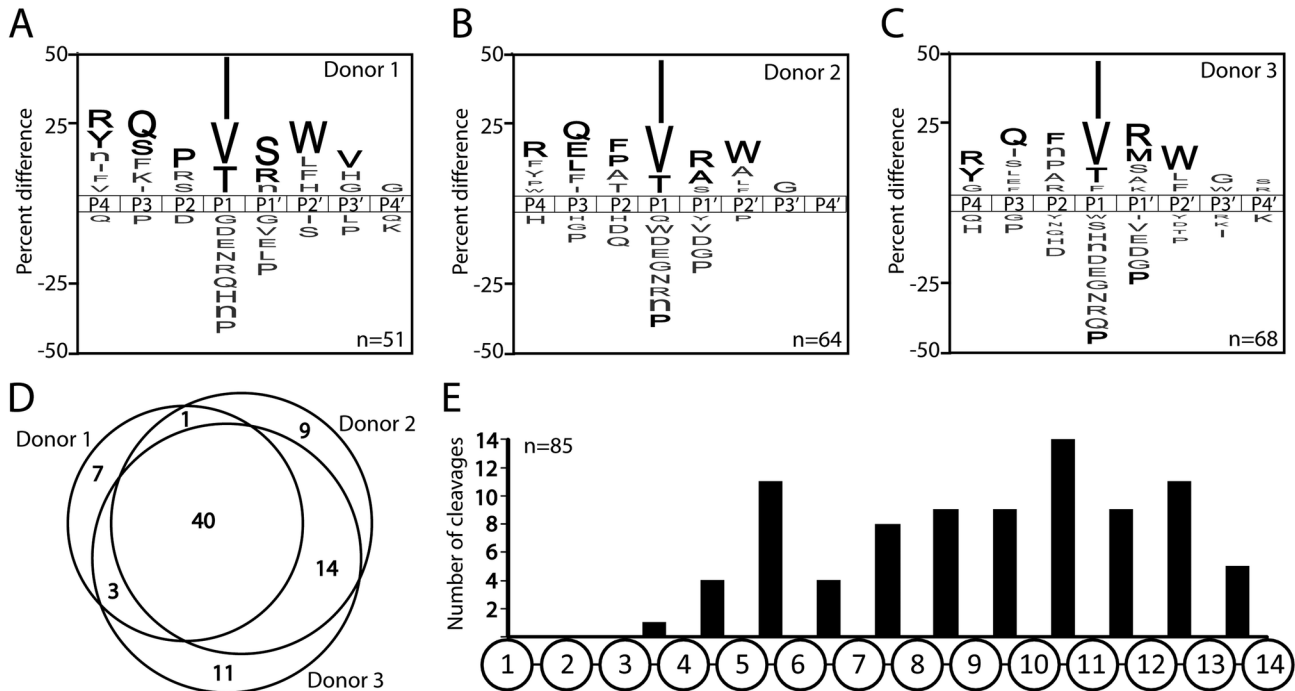 A
50
Donor 1
25
Percent difference
-25
-50
R Q P I S W V G
Y S R V R L H
n F S T n F G
I K H
F I
V
P4 P3 P2 P1 P1' P2' P3' P4'
Q P D G G I L Q
D V S P K
E E
N L
R P
Q
H
n
P
n=51
B
50
Donor 2
25
Percent difference
-25
-50
R Q F I R W G
F E P V A A
Y L A T S L
P F T F
W I
P4 P3 P2 P1 P1' P2' P3' P4'
H H H Q Y P
G D W V
P Q D D
E G
G P
N
R
n
P
n=64
C
50
Donor 3
25
Percent difference
-25
-50
R Q F I R W G S
Y I n V M L W R
G S P T S F
L A F A
E R K
F
P4 P3 P2 P1 P1' P2' P3' P4'
Q G Y W I Y R K
H P N S V D K
Q H E T I
H n D P
D D G
E P
G
N
R
Q
P
n=68
D
Donor 1
Donor 2
Donor 3
1
9
7
40
14
3
11
E
n=85
Number of cleavages
14
12
10
8
6
4
2
1 2 3 4 5 6 7 8 9 10 11 12 13 14